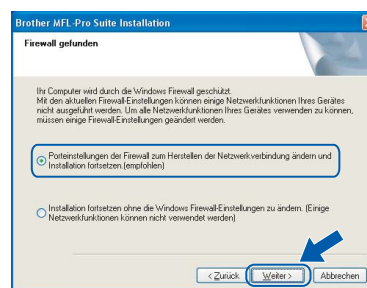 Brother MFL-Pro Suite Installation
Firewall gefunden
Ihr Computer wird durch die Windows Firewall geschützt.
Mit den aktuellen Firewall-Einstellungen können einige Netzwerkfunktionen Ihres Gerätes
nicht ausgeführt werden. Um alle Netzwerkfunktionen Ihres Gerätes verwenden zu können,
müssen einige Firewall-Einstellungen geändert werden.
Porteinstellungen der Firewall zum Herstellen der Netzwerkverbindung ändern und
Installation fortsetzen.(empfohlen)
Installation fortsetzen ohne die Windows Firewall-Einstellungen zu ändern. (Einige
Netzwerkfunktionen können nicht verwendet werden)
< Zurück Weiter > Abbrechen